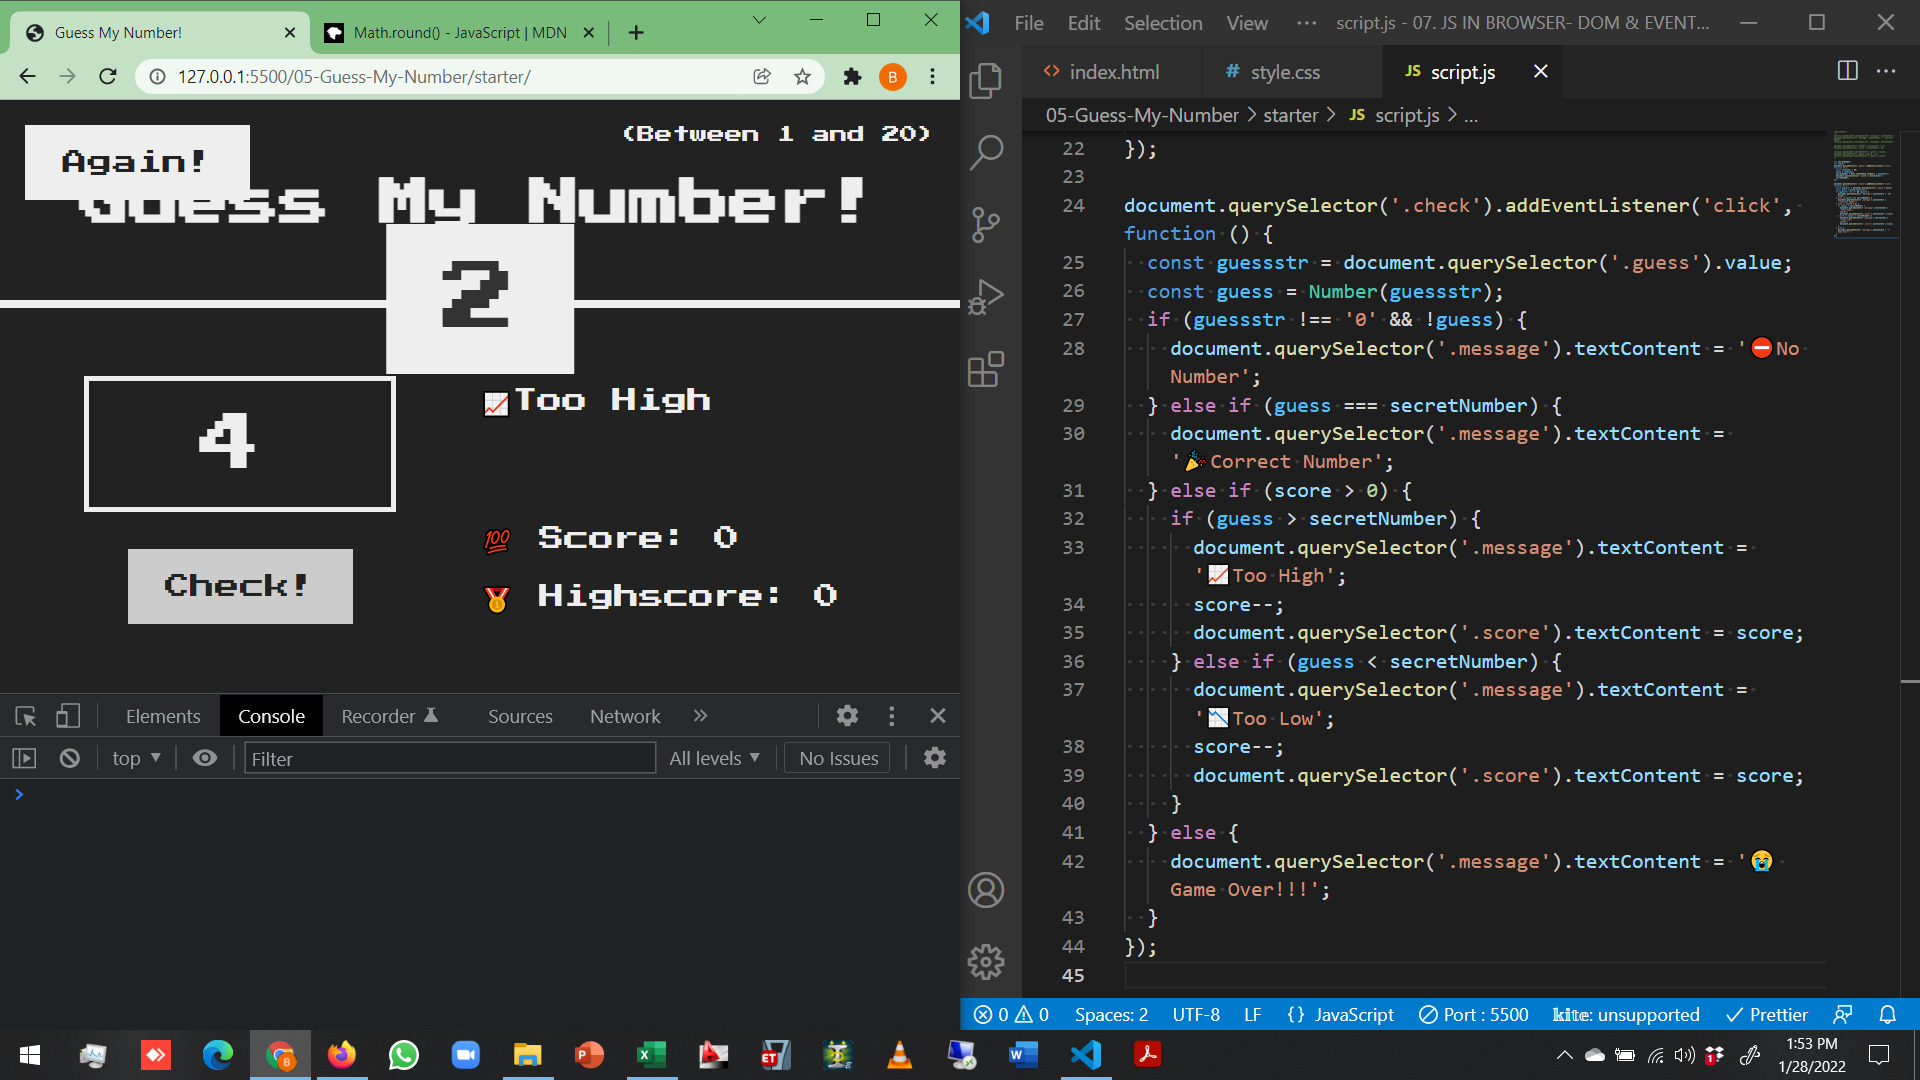 Guess My Number!
Math.round() - JavaScript | MDN
127.0.0.1:5500/05-Guess-My-Number/starter/
B
Again!
(Between 1 and 20)
Guess My Number!
2
4
📈Too High
💯 Score: 0
Check!
🥇 Highscore: 0
Elements
Console
Recorder
Sources
Network
top
Filter
All levels
No Issues
File Edit Selection View ··· script.js - 07. JS IN BROWSER- DOM & EVENT...
index.html
style.css
JS script.js
05-Guess-My-Number > starter > JS script.js > ...
22 });
23
24 document.querySelector('.check').addEventListener('click',
function () {
25 const guessstr = document.querySelector('.guess').value;
26 const guess = Number(guessstr);
27 if (guessstr !== '0' && !guess) {
28 document.querySelector('.message').textContent = '⛔No
Number';
29 } else if (guess === secretNumber) {
30 document.querySelector('.message').textContent =
'🎉Correct Number';
31 } else if (score > 0) {
32 if (guess > secretNumber) {
33 document.querySelector('.message').textContent =
'📈Too High';
34 score--;
35 document.querySelector('.score').textContent = score;
36 } else if (guess < secretNumber) {
37 document.querySelector('.message').textContent =
'📉Too Low';
38 score--;
39 document.querySelector('.score').textContent = score;
40 }
41 } else {
42 document.querySelector('.message').textContent = '😭
Game Over!!!';
43 }
44 });
45
0 0 Spaces: 2 UTF-8 LF {} JavaScript Port : 5500 kite: unsupported Prettier
1:53 PM
1/28/2022